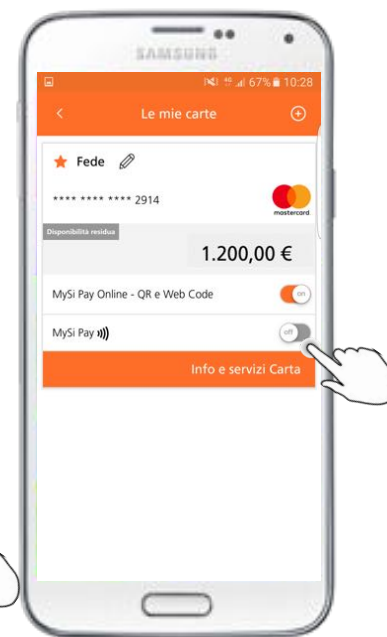 SAMSUNG
67% 10:28
Le mie carte
Fede
**** **** **** 2914
mastercard
Disponibilità residua
1.200,00 €
MySi Pay Online - QR e Web Code
on
MySi Pay
off
Info e servizi Carta